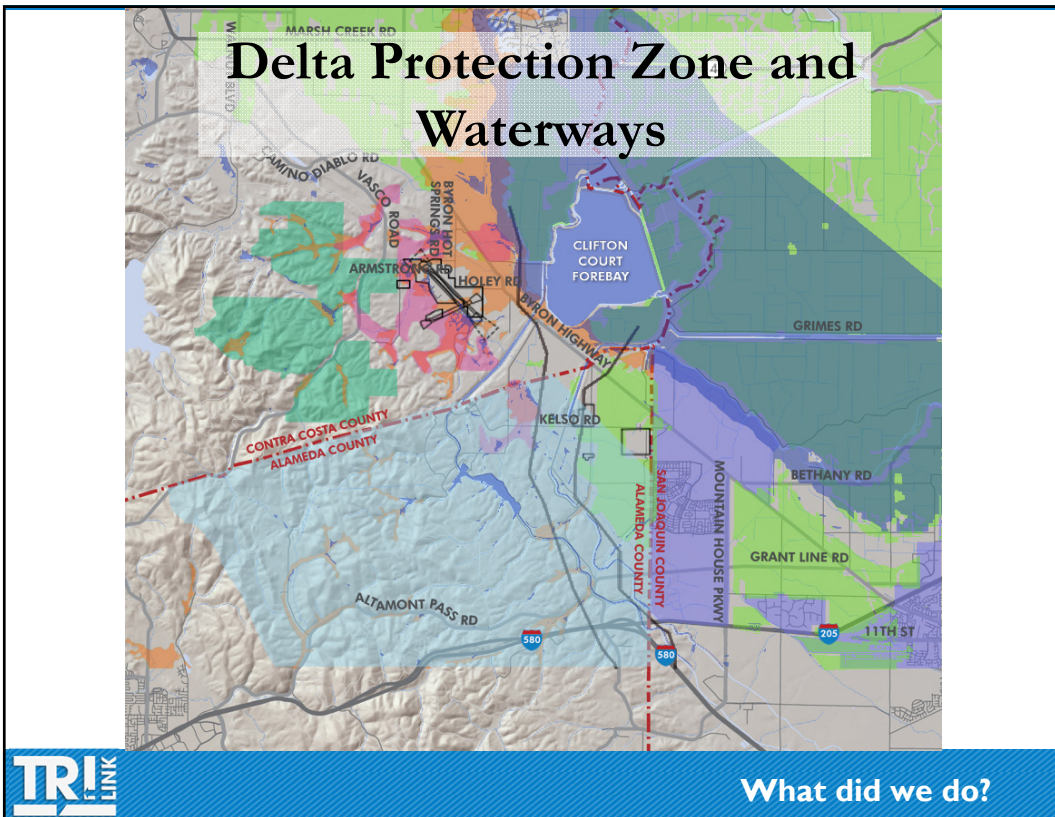 MARSH CREEK RD
Delta Protection Zone and
Waterways
CAMINO DIABLO RD
VASCO ROAD
BYRON HOT
SPRINGS RD
CLIFTON
COURT
FOREBAY
ARMSTRONG RD
HOLEY RD
BYRON HIGHWAY
GRIMES RD
CONTRA COSTA COUNTY
ALAMEDA COUNTY
KELSO RD
BETHANY RD
SAN JOAQUIN COUNTY
ALAMEDA COUNTY
MOUNTAIN HOUSE PKWY
GRANT LINE RD
ALTAMONT PASS RD
580
580
205
11TH ST
TRI LINK
What did we do?